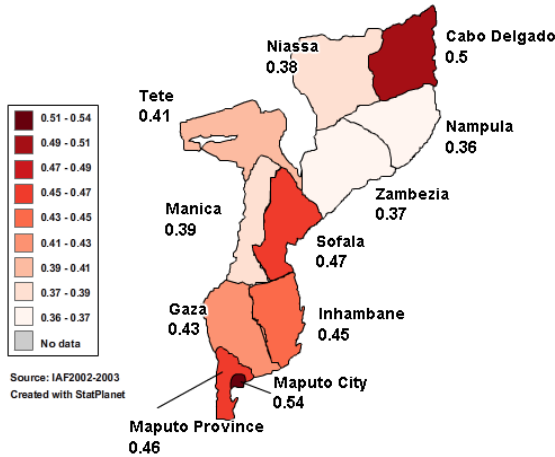 Cabo Delgado
0.5
Niassa
0.38
Tete
0.41
Nampula
0.36
Zambezia
0.37
Manica
0.39
Sofala
0.47
Gaza
0.43
Inhambane
0.45
Maputo City
0.54
Maputo Province
0.46
0.51 - 0.54
0.49 - 0.51
0.47 - 0.49
0.45 - 0.47
0.43 - 0.45
0.41 - 0.43
0.39 - 0.41
0.37 - 0.39
0.36 - 0.37
No data
Source: IAF2002-2003
Created with StatPlanet